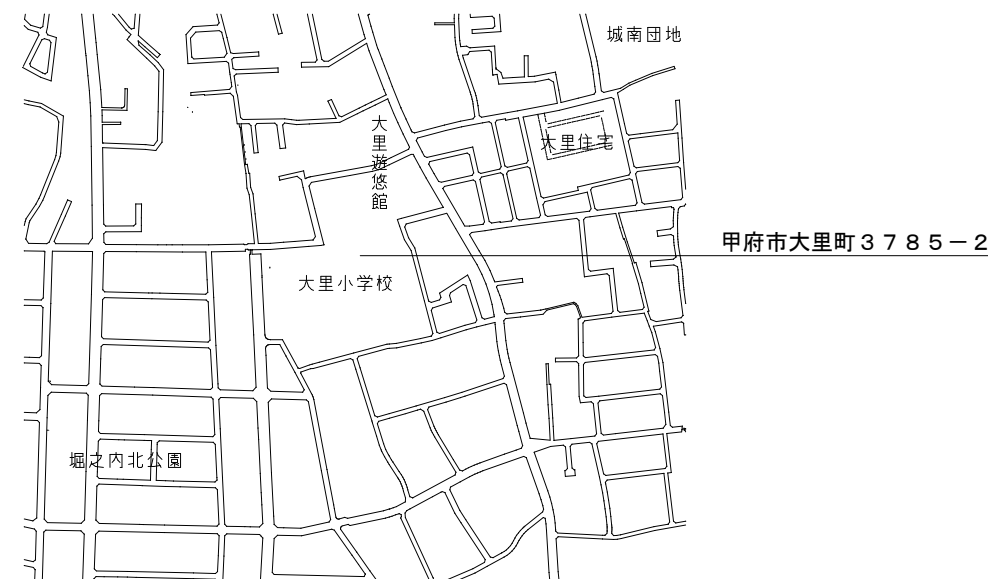 城南団地
大里遊悠館
大里住宅
甲府市大里町３７８５－２
大里小学校
堀之内北公園